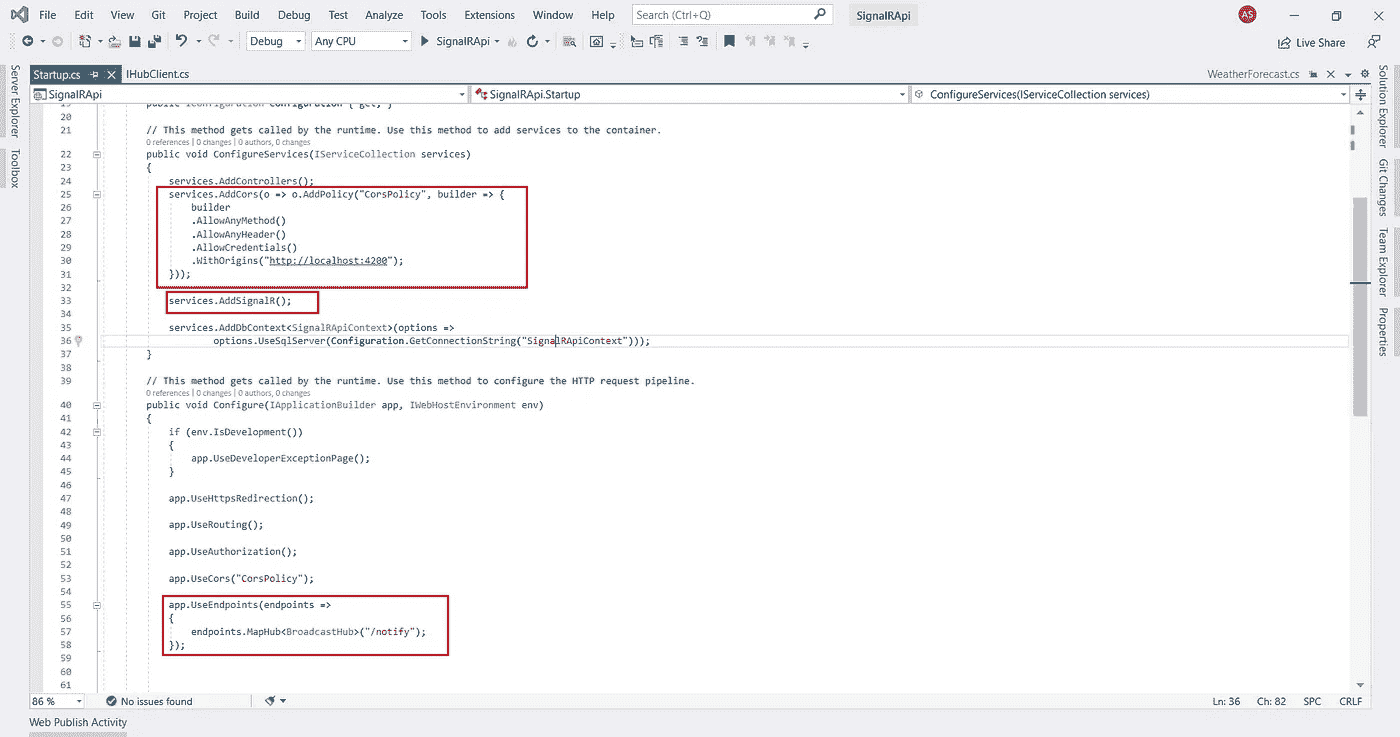 File Edit View Git Project Build Debug Test Analyze Tools Extensions Window Help Search (Ctrl+Q) SignalRApi AS
Debug Any CPU SignalRApi Live Share
Startup.cs IHubClient.cs WeatherForecast.cs
SignalRApi SignalRApi.Startup ConfigureServices(IServiceCollection services)
Server Explorer
Toolbox
19 public IConfiguration Configuration { get; }
20
21 // This method gets called by the runtime. Use this method to add services to the container.
0 references | 0 changes | 0 authors, 0 changes
22 public void ConfigureServices(IServiceCollection services)
23 {
24 services.AddControllers();
25 services.AddCors(o => o.AddPolicy("CorsPolicy", builder => {
26 builder
27 .AllowAnyMethod()
28 .AllowAnyHeader()
29 .AllowCredentials()
30 .WithOrigins("http://localhost:4200");
31 }));
32
33 services.AddSignalR();
34
35 services.AddDbContext<SignalRApiContext>(options =>
36 options.UseSqlServer(Configuration.GetConnectionString("SignalRApiContext")));
37 }
38
39 // This method gets called by the runtime. Use this method to configure the HTTP request pipeline.
0 references | 0 changes | 0 authors, 0 changes
40 public void Configure(IApplicationBuilder app, IWebHostEnvironment env)
41 {
42 if (env.IsDevelopment())
43 {
44 app.UseDeveloperExceptionPage();
45 }
46
47 app.UseHttpsRedirection();
48
49 app.UseRouting();
50
51 app.UseAuthorization();
52
53 app.UseCors("CorsPolicy");
54
55 app.UseEndpoints(endpoints =>
56 {
57 endpoints.MapHub<BroadcastHub>("/notify");
58 });
59
60
61
Solution Explorer
Git Changes
Team Explorer
Properties
86 % No issues found Ln: 36 Ch: 82 SPC CRLF
Web Publish Activity